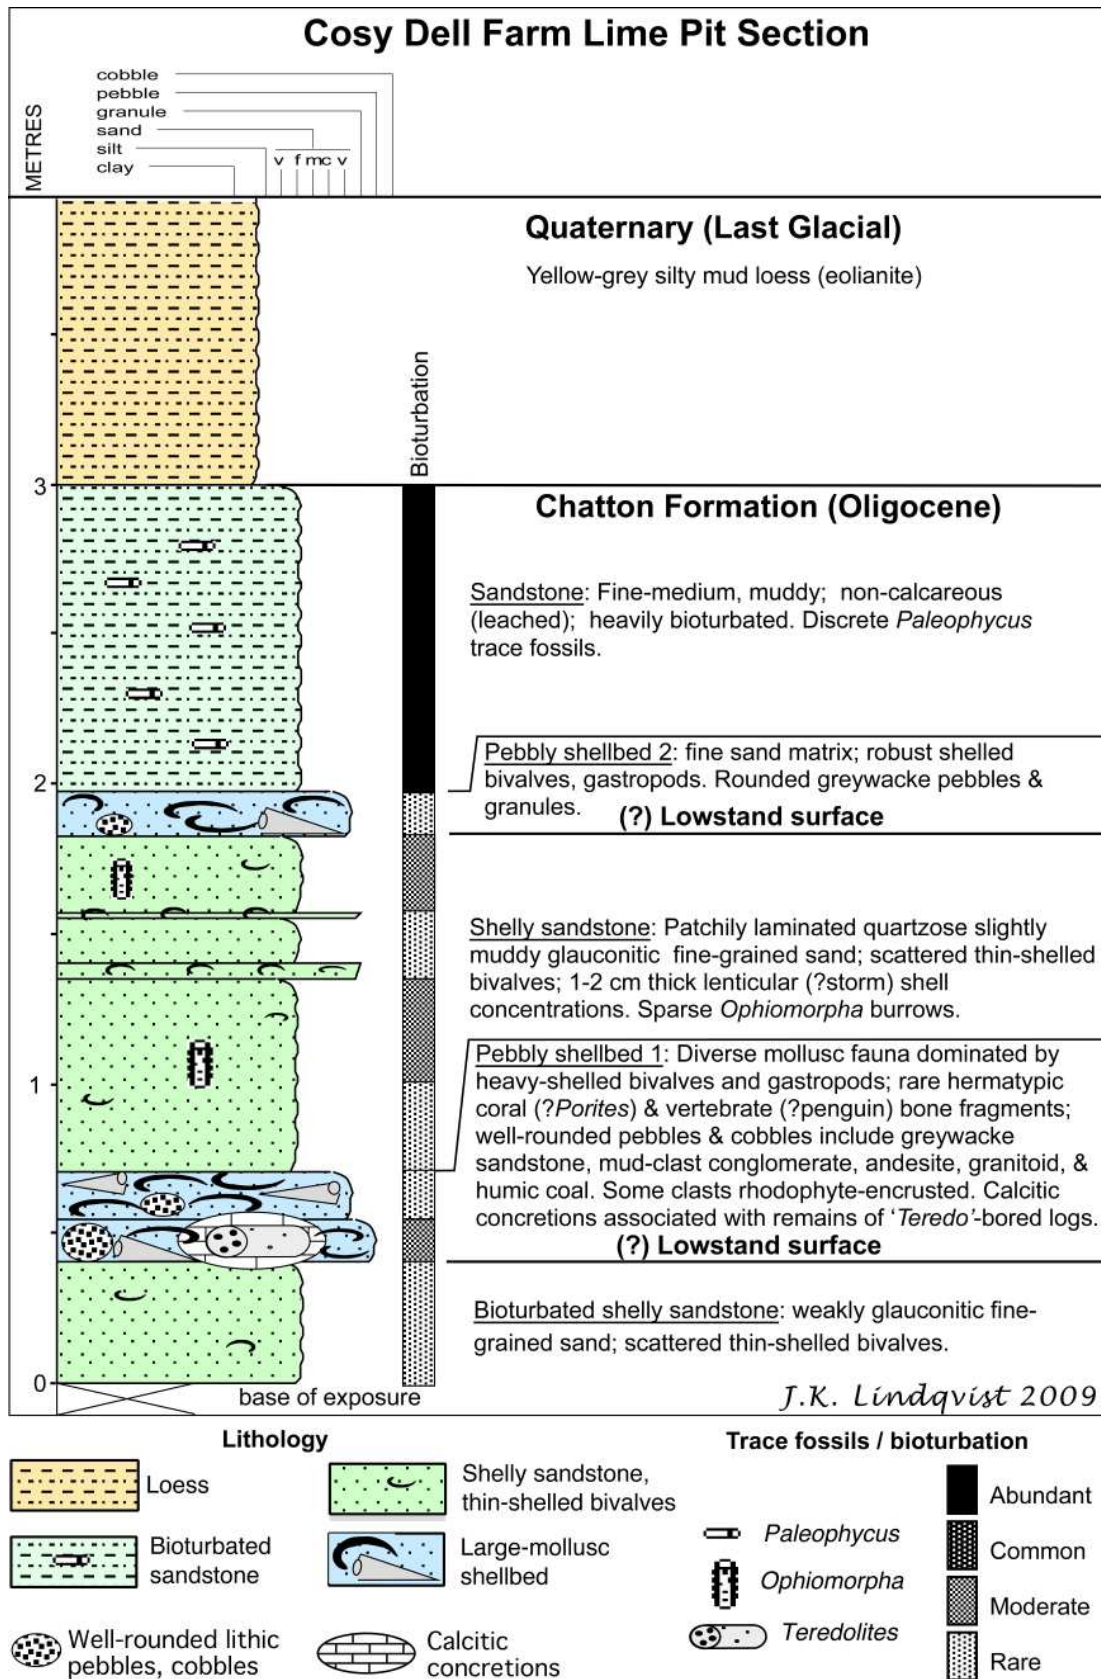 Cosy Dell Farm Lime Pit Section
METRES
cobble
pebble
granule
sand
silt
clay
v f m c v
Quaternary (Last Glacial)
Yellow-grey silty mud loess (eolianite)
Bioturbation
3
Chatton Formation (Oligocene)
Sandstone: Fine-medium, muddy; non-calcareous
(leached); heavily bioturbated. Discrete Paleophycus
trace fossils.
Pebbly shellbed 2: fine sand matrix; robust shelled
bivalves, gastropods. Rounded greywacke pebbles &
granules.
2
(?) Lowstand surface
Shelly sandstone: Patchily laminated quartzose slightly
muddy glauconitic fine-grained sand; scattered thin-shelled
bivalves; 1-2 cm thick lenticular (?storm) shell
concentrations. Sparse Ophiomorpha burrows.
Pebbly shellbed 1: Diverse mollusc fauna dominated by
heavy-shelled bivalves and gastropods; rare hermatypic
coral (?Porites) & vertebrate (?penguin) bone fragments;
well-rounded pebbles & cobbles include greywacke
sandstone, mud-clast conglomerate, andesite, granitoid, &
humic coal. Some clasts rhodophyte-encrusted. Calcitic
concretions associated with remains of 'Teredo'-bored logs.
1
(?) Lowstand surface
Bioturbated shelly sandstone: weakly glauconitic fine-
grained sand; scattered thin-shelled bivalves.
0
base of exposure
J.K. Lindqvist 2009
Lithology
Loess
Shelly sandstone,
thin-shelled bivalves
Bioturbated
sandstone
Large-mollusc
shellbed
Well-rounded lithic
pebbles, cobbles
Calcitic
concretions
Trace fossils / bioturbation
Paleophycus
Ophiomorpha
Teredolites
Abundant
Common
Moderate
Rare